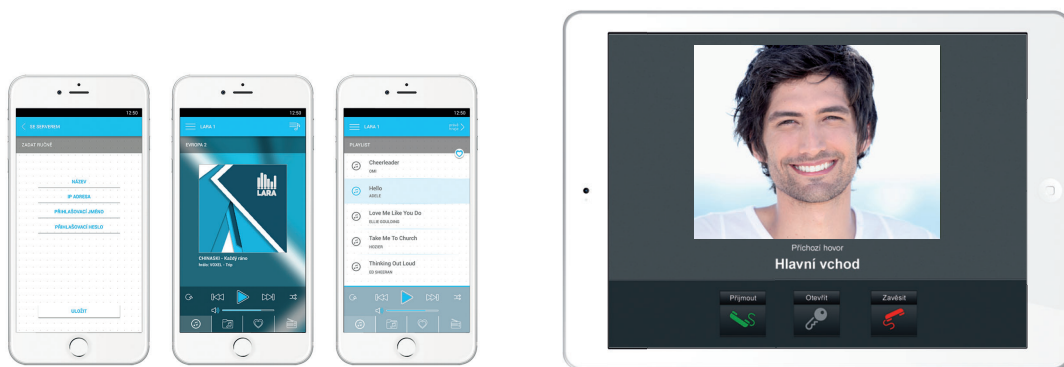 12:50
SE SERVEREM
ZADAT RUČNĚ
NÁZEV
IP ADRESA
PŘIHLAŠOVACÍ JMÉNO
PŘIHLAŠOVACÍ HESLO
ULOŽIT
12:50
LARA 1
EVROPA 2
LARA
CHINASKI - Každý ráno
12:50
LARA 1
PLAYLIST
Cheerleader
OMI
Hello
ADELE
Love Me Like You Do
ELLIE GOULDING
Take Me To Church
HOZIER
Thinking Out Loud
ED SHEERAN
Příchozí hovor
Hlavní vchod
Přijmout
Otevřít
Zavěsit